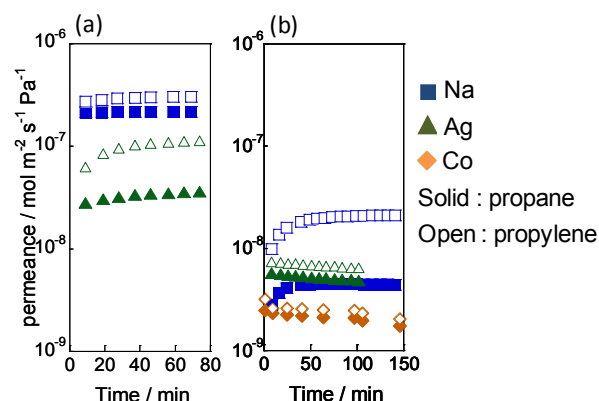 (a)
(b)
10⁻⁶
10⁻⁷
10⁻⁸
10⁻⁹
permeance / mol m⁻² s⁻¹ Pa⁻¹
0 20 40 60 80
Time / min
10⁻⁶
10⁻⁷
10⁻⁸
10⁻⁹
0 50 100 150
Time / min
Na
Ag
Co
Solid : propane
Open : propylene